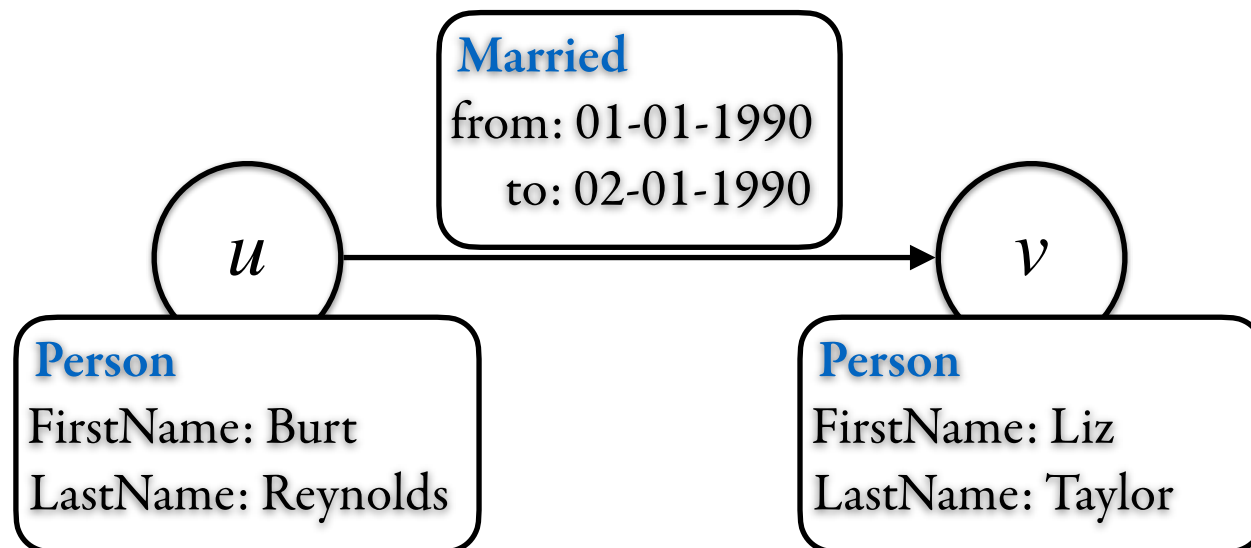 Married
from: 01-01-1990
to: 02-01-1990
u
v
Person
FirstName: Burt
LastName: Reynolds
Person
FirstName: Liz
LastName: Taylor